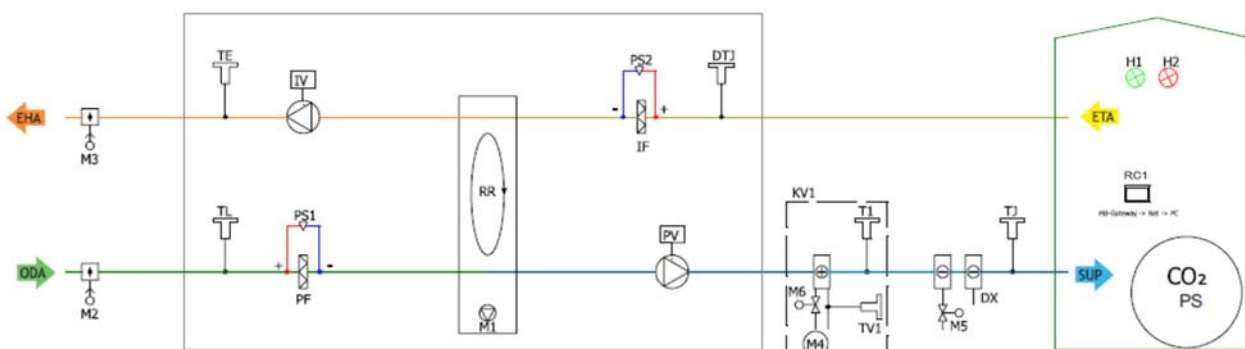 TE
IV
PS2
DTJ
H1
H2
EHA
-
+
ETA
M3
IF
RC1
RR
MB-Gateway -> Net -> PC
KV1
TL
PS1
PV
T1
TJ
ODA
+
-
SUP
CO₂
PS
PF
M6
DX
M2
M1
TV1
M5
M4